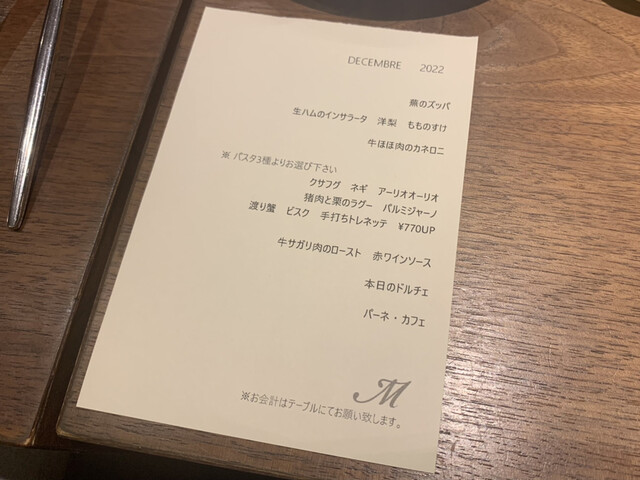 DECEMBRE 2022
蕪のズッパ
生ハムのインサラータ 洋梨 もものすけ
牛ほほ肉のカネロニ
※ パスタ3種よりお選び下さい
クサフグ ネギ アーリオオーリオ
猪肉と栗のラグー パルミジャーノ
渡り蟹 ビスク 手打ちトレネッテ ¥770UP
牛サガリ肉のロースト 赤ワインソース
本日のドルチェ
パーネ・カフェ
M
※お会計はテーブルにてお願い致します。